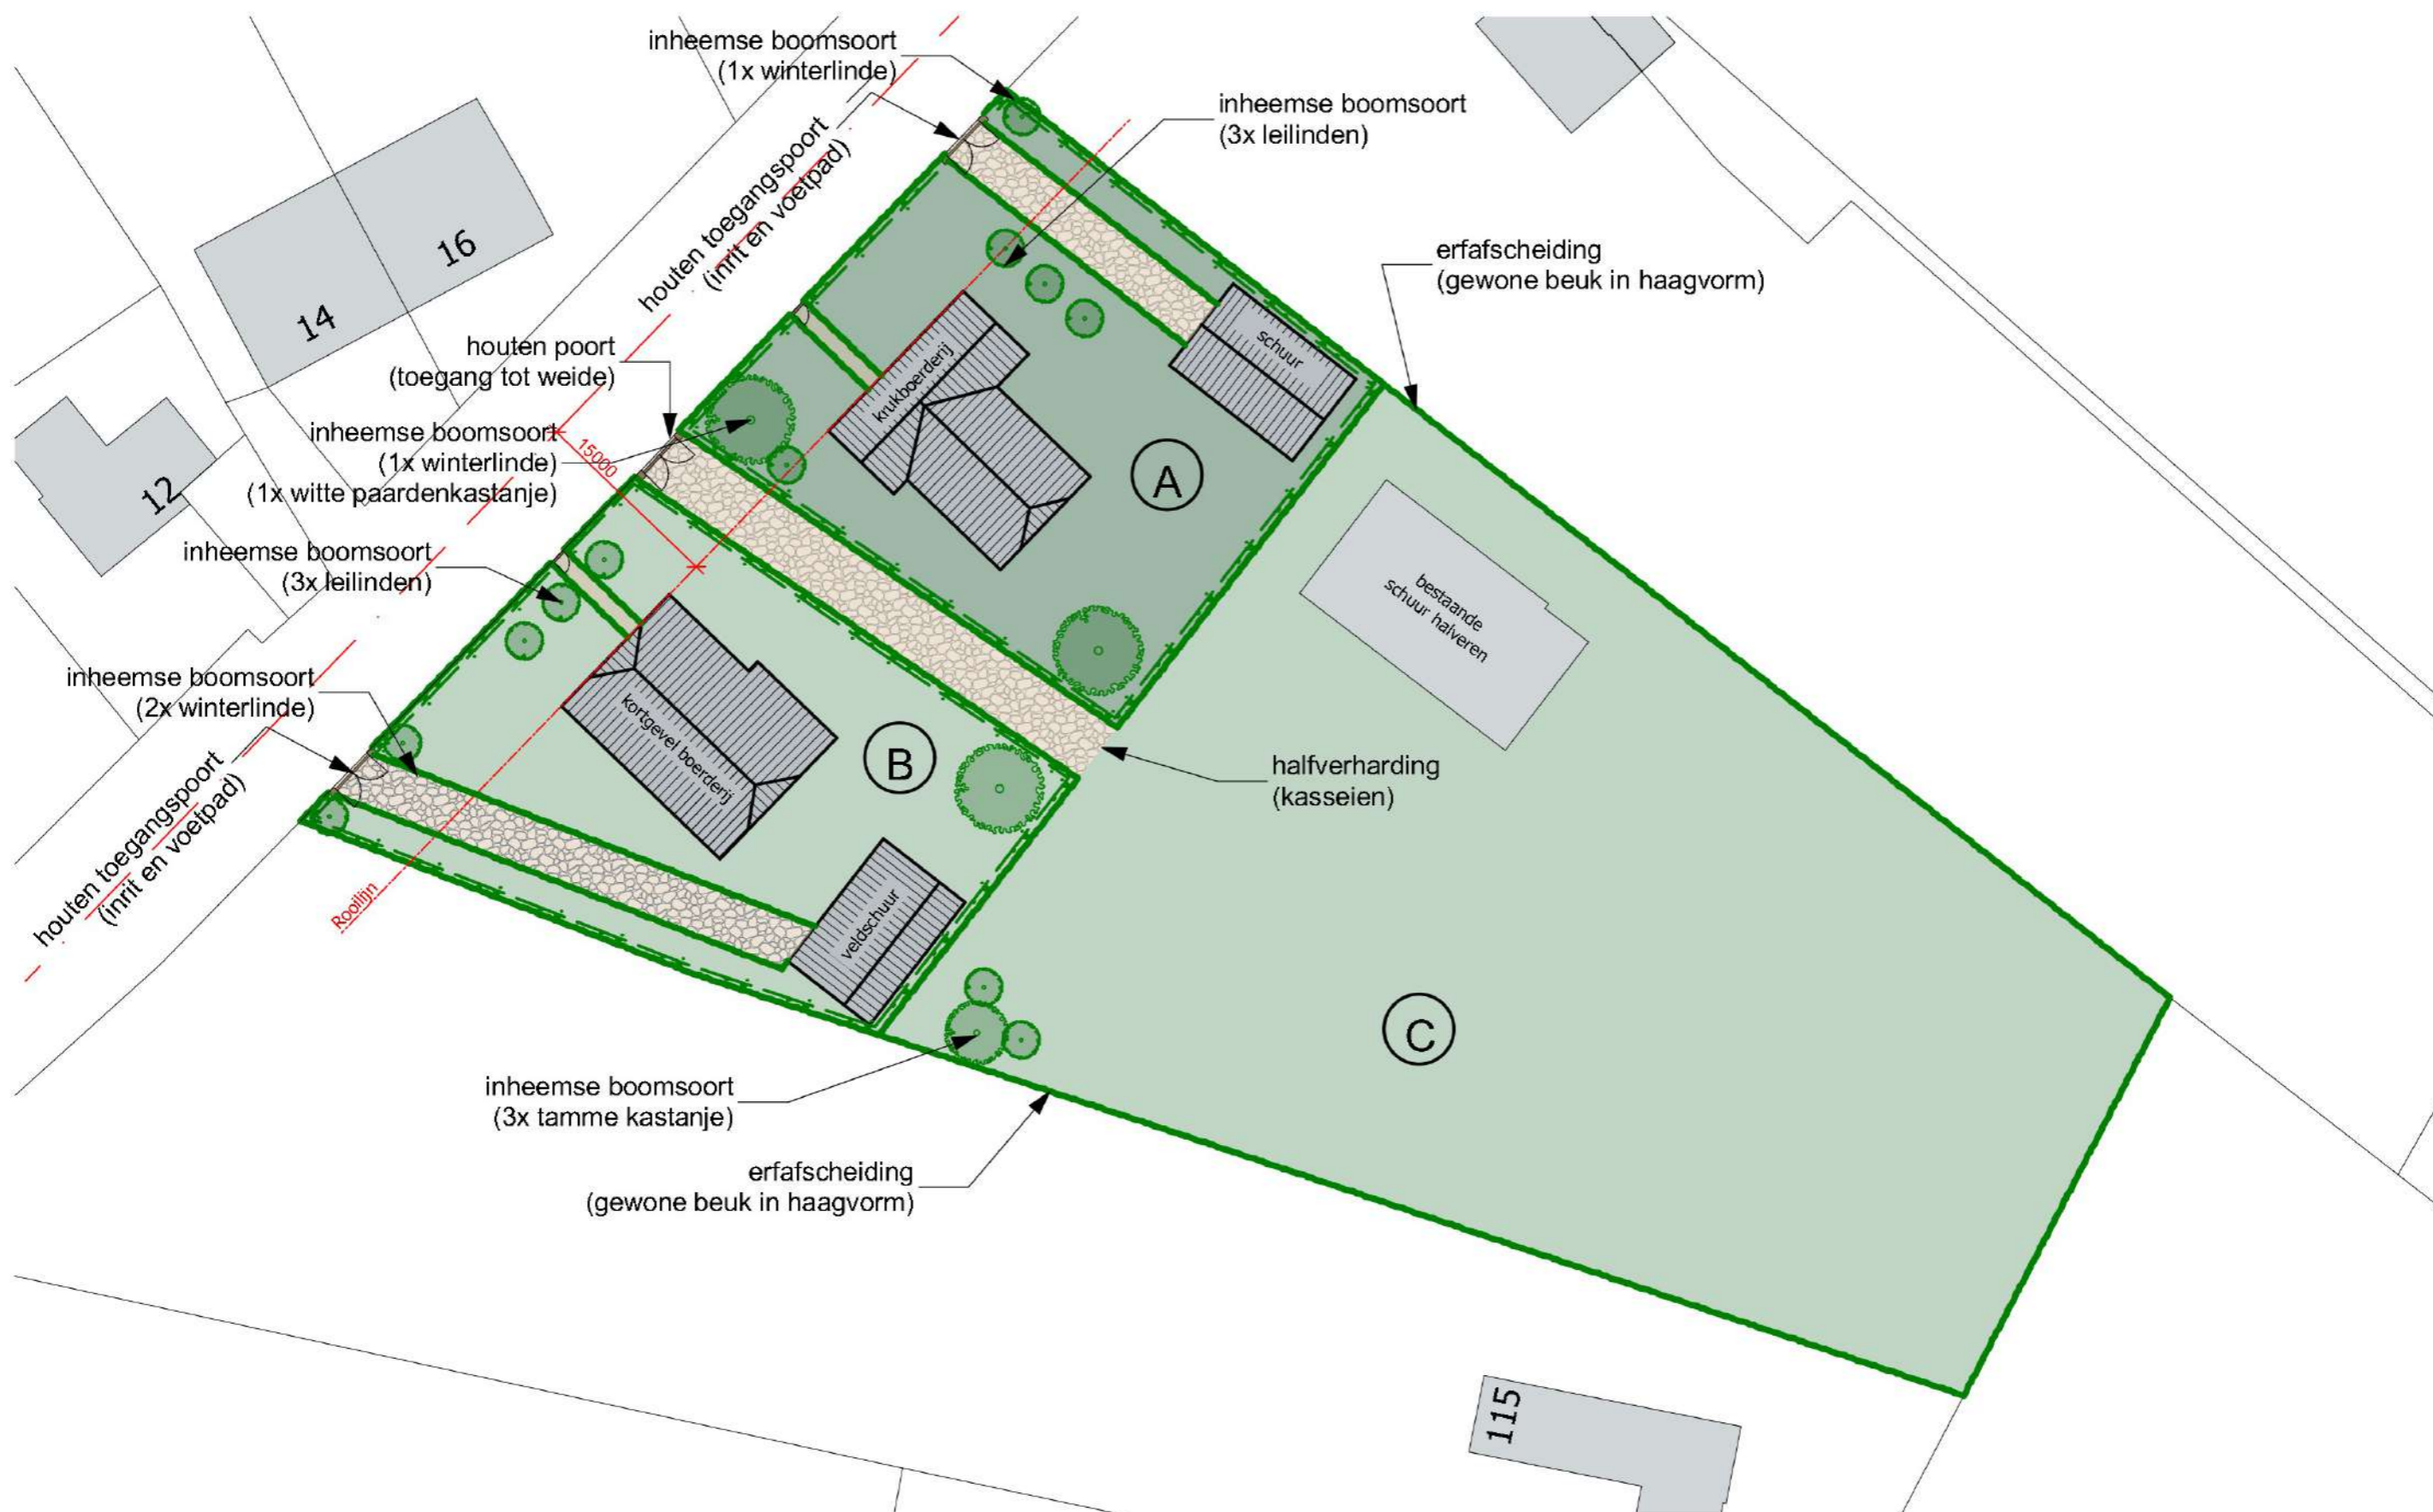 inheemse boomsoort
(1x winterlinde)
inheemse boomsoort
(3x leilinden)
houten toegangspoort
(inrit en voetpad)
16
14
erfafscheiding
(gewone beuk in haagvorm)
schuur
houten poort
(toegang tot weide)
krukboerderij
inheemse boomsoort
(1x winterlinde)
(1x witte paardenkastanje)
15000
12
A
inheemse boomsoort
(3x leilinden)
bestaande
schuur halveren
inheemse boomsoort
(2x winterlinde)
kortgevel boerderij
B
halfverharding
(kasseien)
houten toegangspoort
(inrit en voetpad)
Rooilijn
veldschuur
C
inheemse boomsoort
(3x tamme kastanje)
erfafscheiding
(gewone beuk in haagvorm)
115